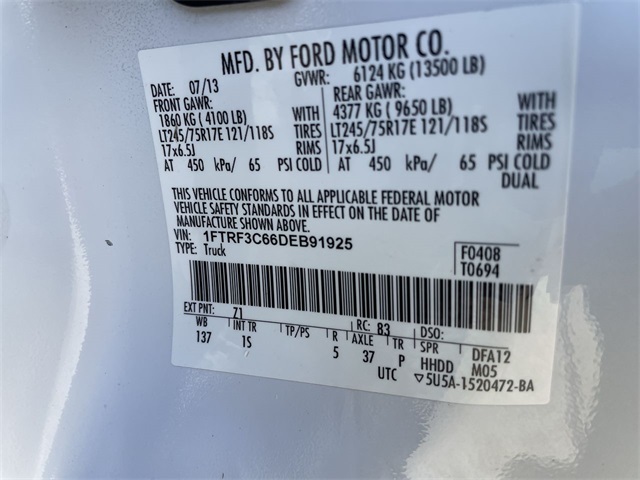 MFD. BY FORD MOTOR CO.
DATE: 07/13 GVWR: 6124 KG (13500 LB)
FRONT GAWR: REAR GAWR:
1860 KG ( 4100 LB) WITH 4377 KG ( 9650 LB) WITH
LT245/75R17E 121/118S TIRES LT245/75R17E 121/118S TIRES
17x6.5J RIMS 17x6.5J RIMS
AT 450 kPa/ 65 PSI COLD AT 450 kPa/ 65 PSI COLD
DUAL
THIS VEHICLE CONFORMS TO ALL APPLICABLE FEDERAL MOTOR
VEHICLE SAFETY STANDARDS IN EFFECT ON THE DATE OF
MANUFACTURE SHOWN ABOVE.
VIN: 1FTRF3C66DEB91925
TYPE: Truck
F0408
T0694
EXT PNT: Z1 RC: 83 DSO:
WB INT TR TP/PS R AXLE TR SPR DFA12
137 1S 5 37 P HHDD M05
UTC ▽5U5A-1520472-BA